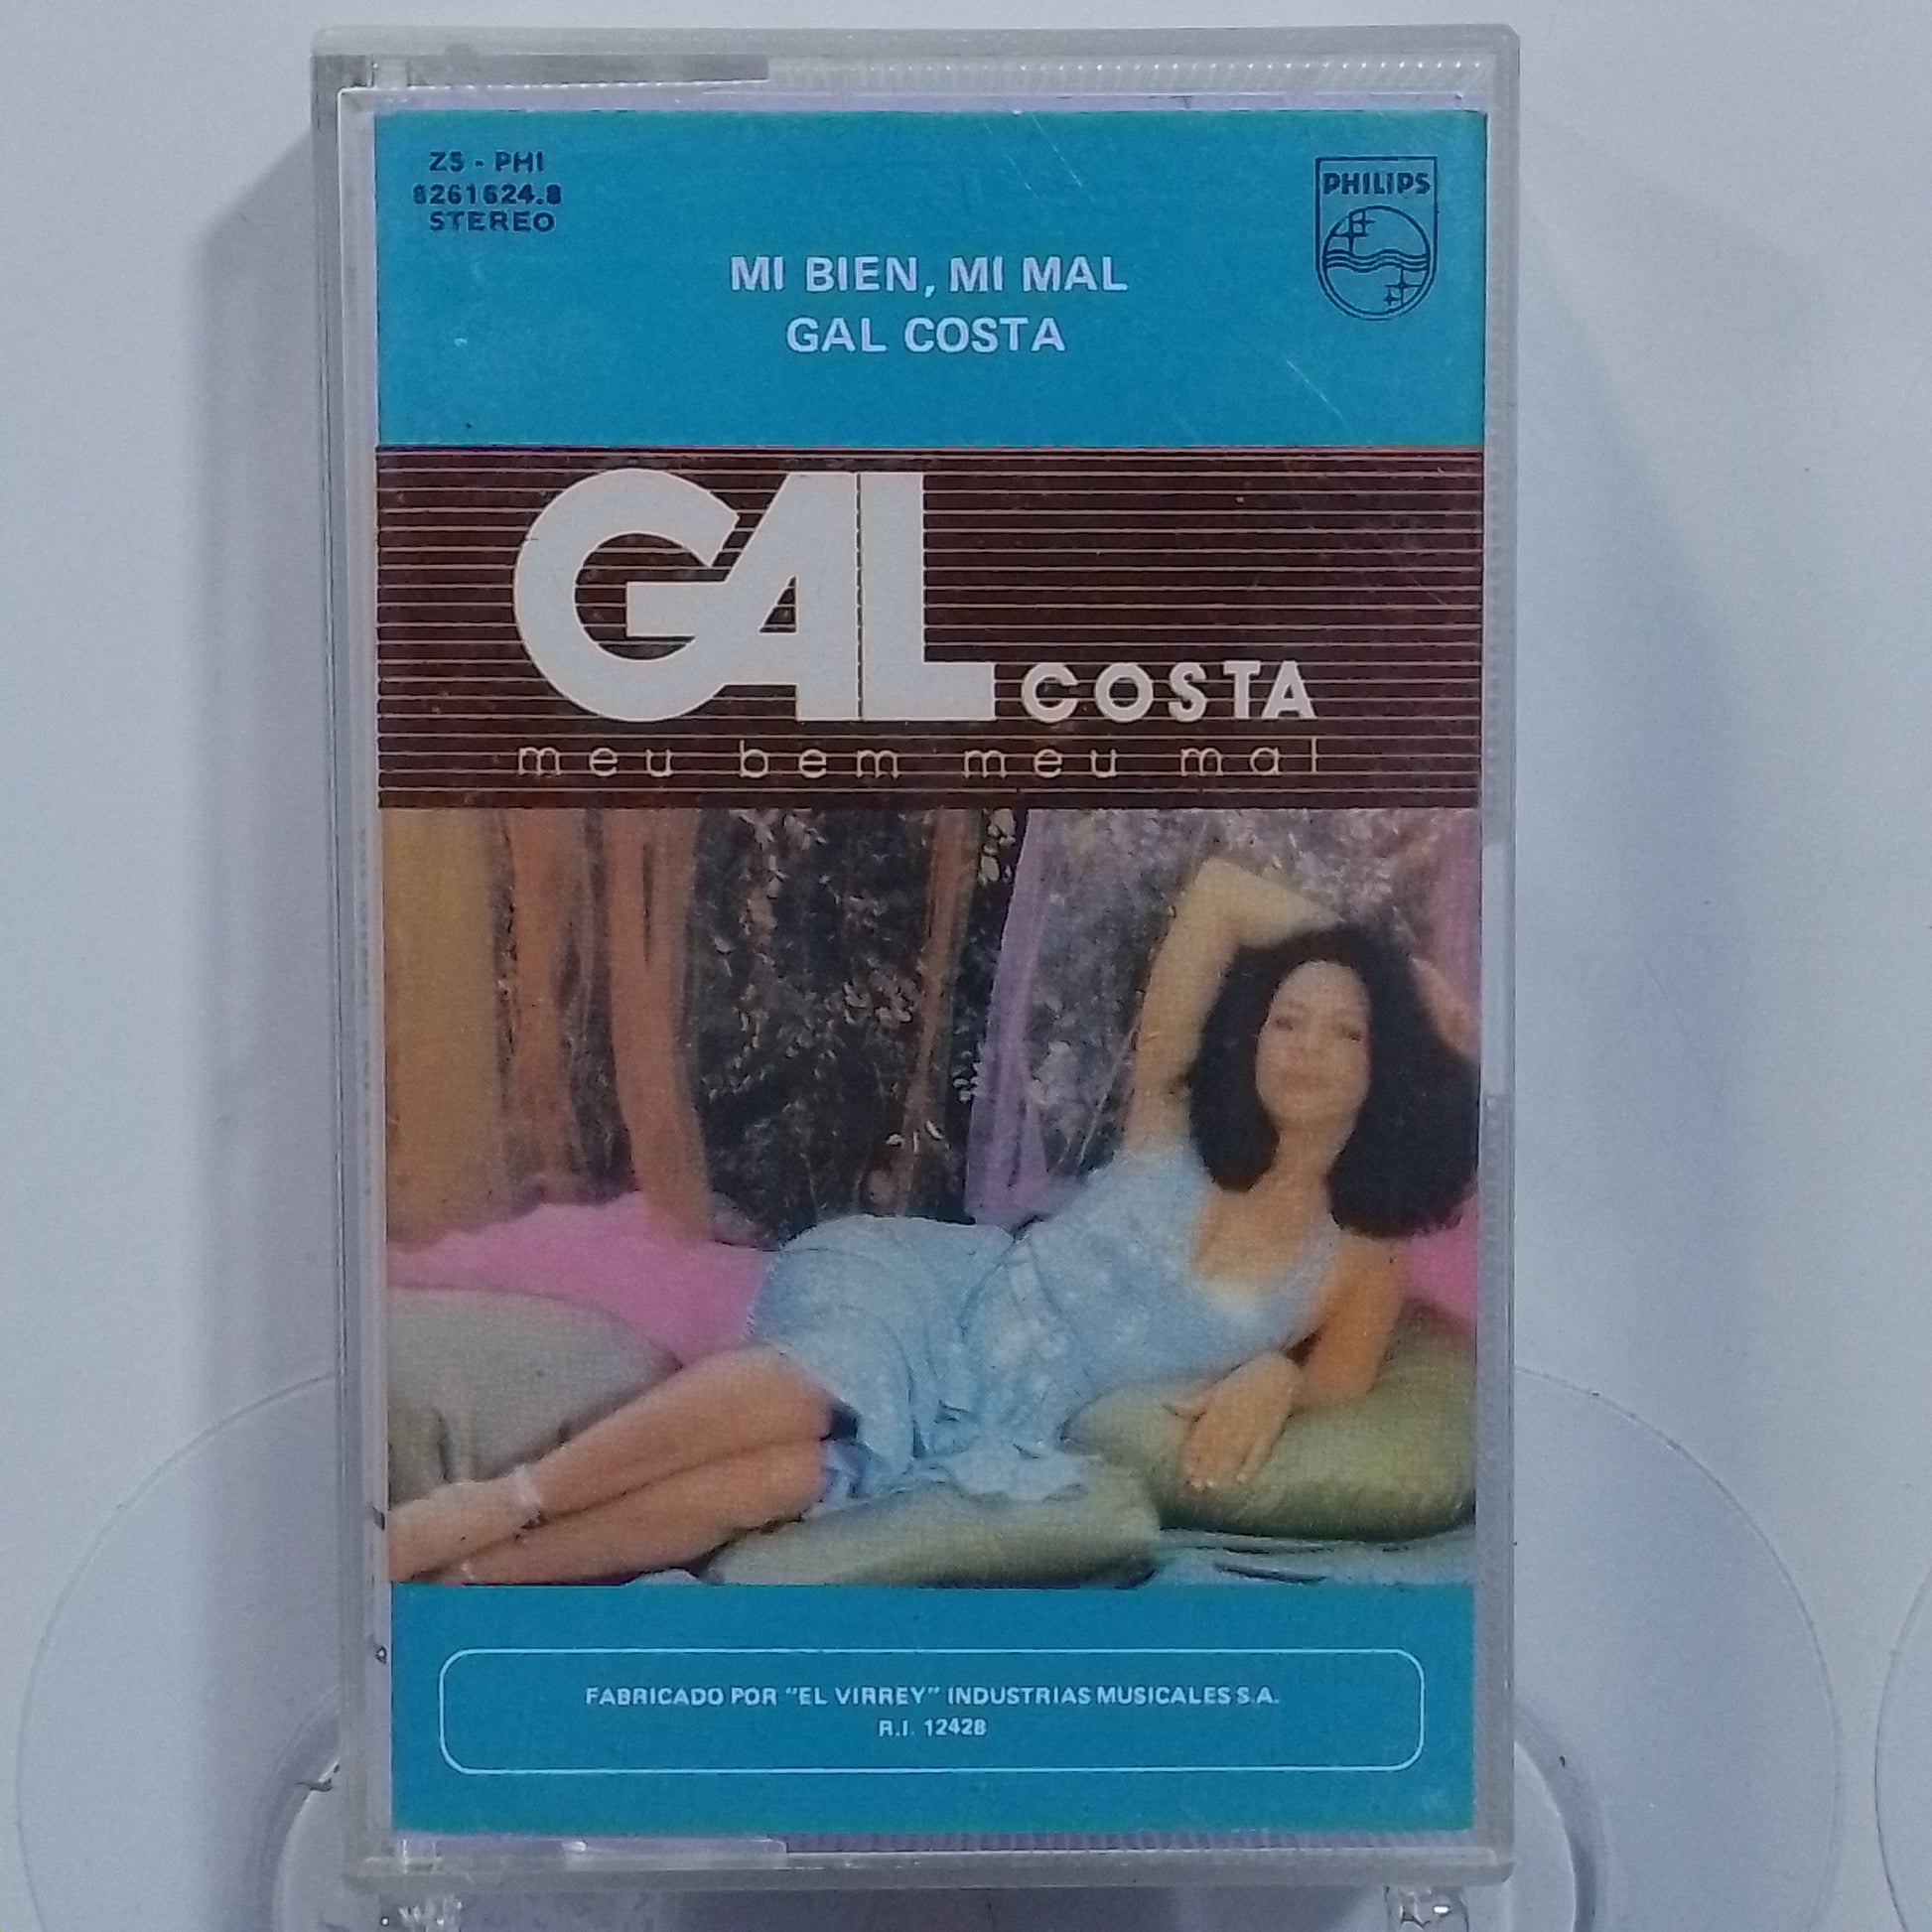 ZS - PHI
8261624.8
STEREO
PHILIPS
MI BIEN, MI MAL
GAL COSTA
GAL COSTA
meu bem meu mal
FABRICADO POR "EL VIRREY" INDUSTRIAS MUSICALES S.A.
R.I. 12428